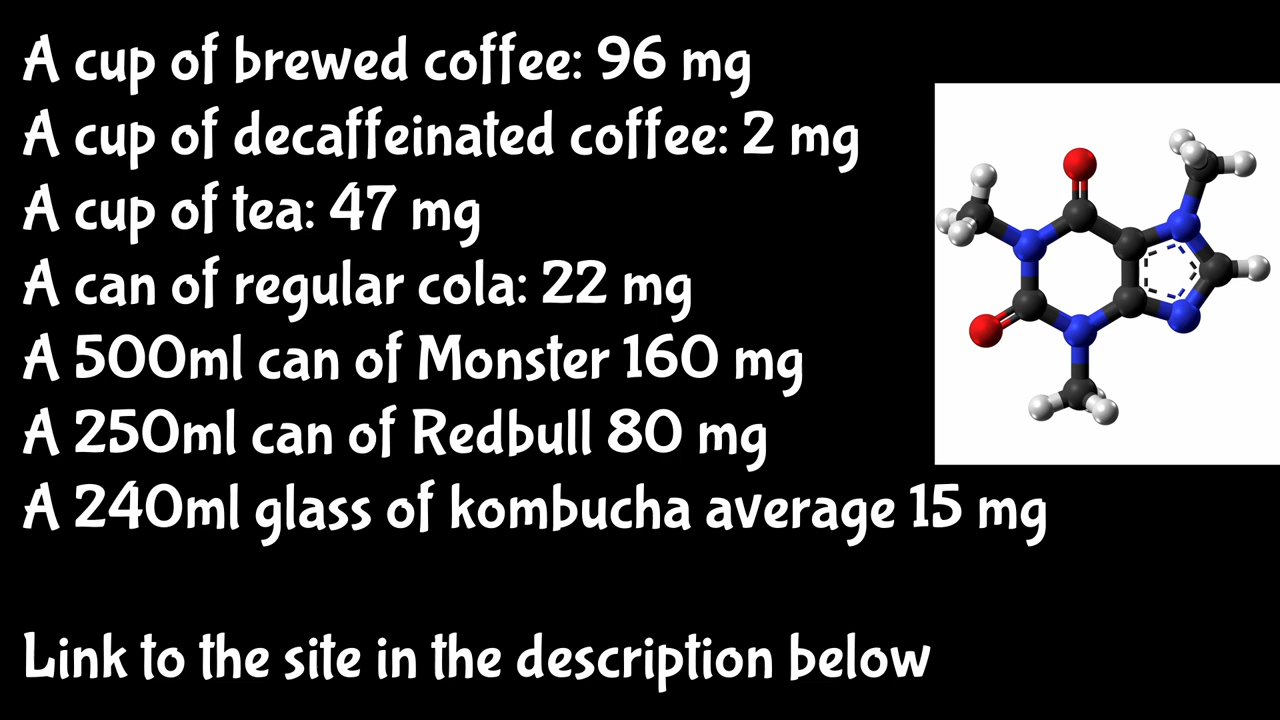 A cup of brewed coffee: 96 mg
A cup of decaffeinated coffee: 2 mg
A cup of tea: 47 mg
A can of regular cola: 22 mg
A 500ml can of Monster 160 mg
A 250ml can of Redbull 80 mg
A 240ml glass of kombucha average 15 mg
Link to the site in the description below